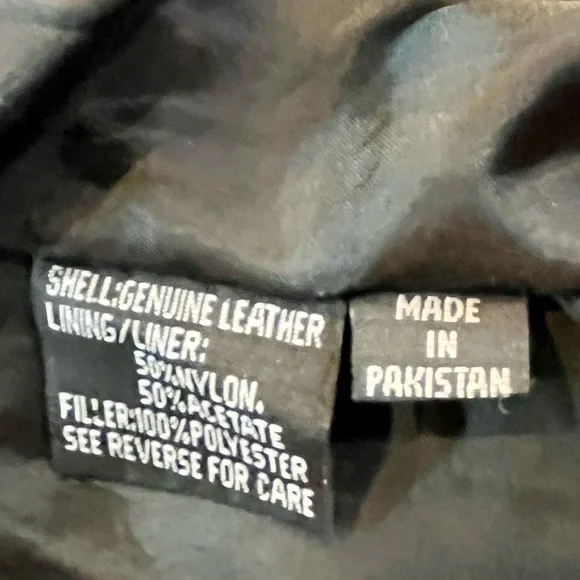 SHELL:GENUINE LEATHER
LINING/LINER:
50%NYLON.
50%ACETATE
FILLER:100%POLYESTER
SEE REVERSE FOR CARE
MADE
IN
PAKISTAN